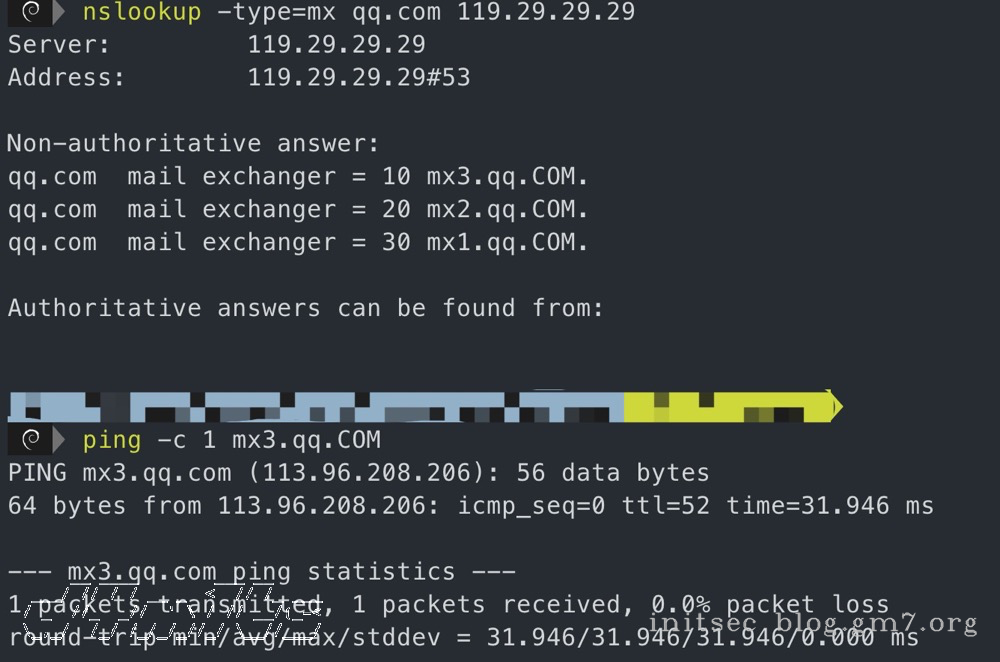 nslookup -type=mx qq.com 119.29.29.29
Server:         119.29.29.29
Address:        119.29.29.29#53
Non-authoritative answer:
qq.com  mail exchanger = 10 mx3.qq.COM.
qq.com  mail exchanger = 20 mx2.qq.COM.
qq.com  mail exchanger = 30 mx1.qq.COM.
Authoritative answers can be found from:
ping -c 1 mx3.qq.COM
PING mx3.qq.com (113.96.208.206): 56 data bytes
64 bytes from 113.96.208.206: icmp_seq=0 ttl=52 time=31.946 ms
--- mx3.qq.com ping statistics ---
1 packets transmitted, 1 packets received, 0.0% packet loss
round-trip min/avg/max/stddev = 31.946/31.946/31.946/0.000 ms
initsec_blog.gm7.org